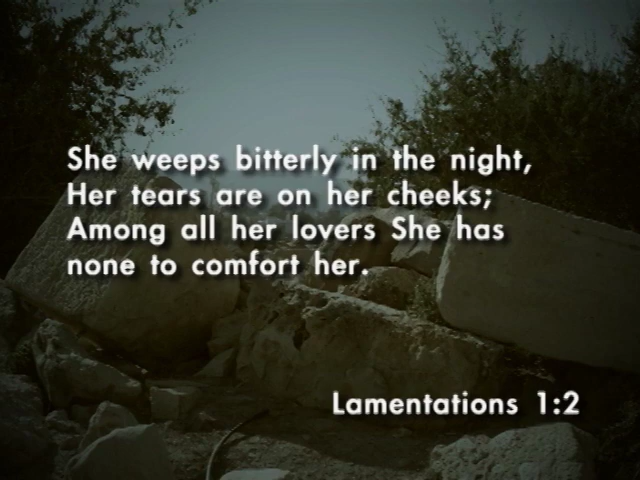 She weeps bitterly in the night,
Her tears are on her cheeks;
Among all her lovers She has
none to comfort her.
Lamentations 1:2